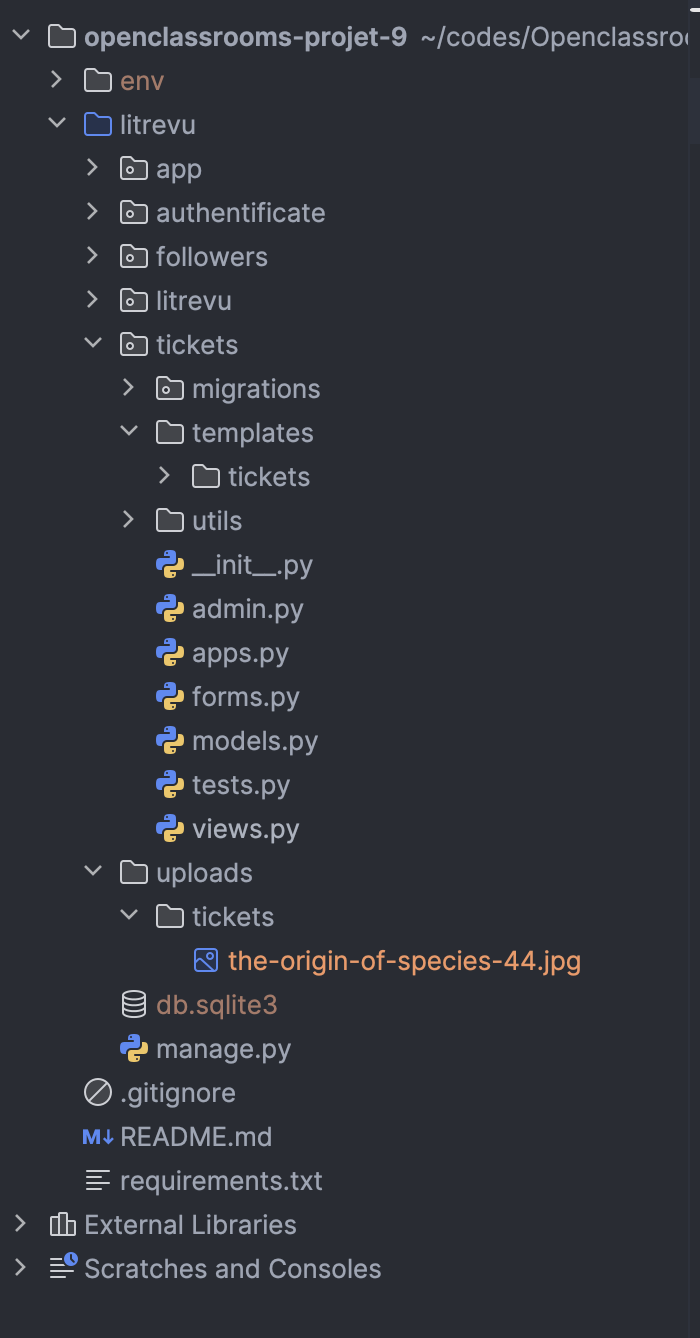 openclassrooms-projet-9 ~/codes/Openclassroo
env
litrevu
app
authentificate
followers
litrevu
tickets
migrations
templates
tickets
utils
__init__.py
admin.py
apps.py
forms.py
models.py
tests.py
views.py
uploads
tickets
the-origin-of-species-44.jpg
db.sqlite3
manage.py
.gitignore
M↓ README.md
requirements.txt
External Libraries
Scratches and Consoles